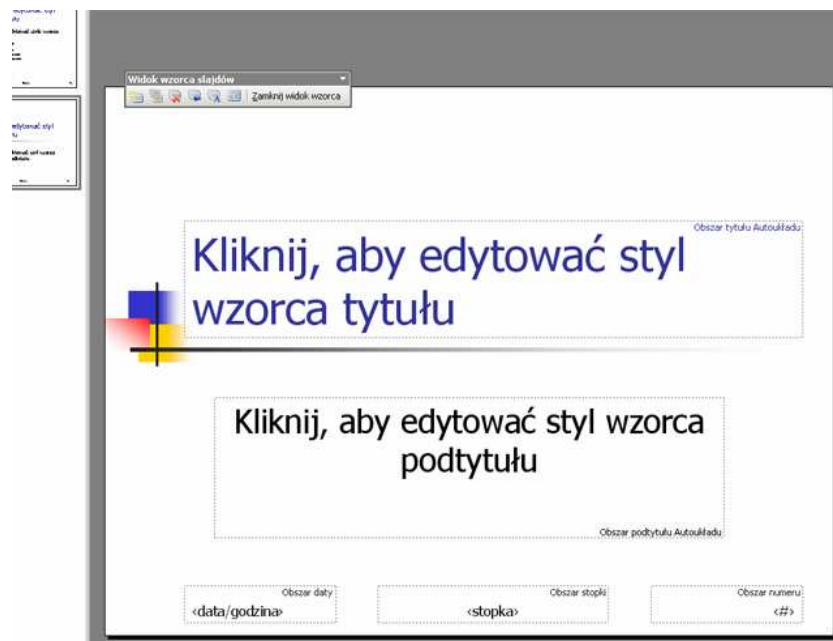 Widok wzorca slajdów
Zamknij widok wzorca
Obszar tytułu Autoukładu
Kliknij, aby edytować styl
wzorca tytułu
Kliknij, aby edytować styl wzorca
podtytułu
Obszar podtytułu Autoukładu
Obszar daty
Obszar stopki
Obszar numeru
‹data/godzina›
‹stopka›
‹#›